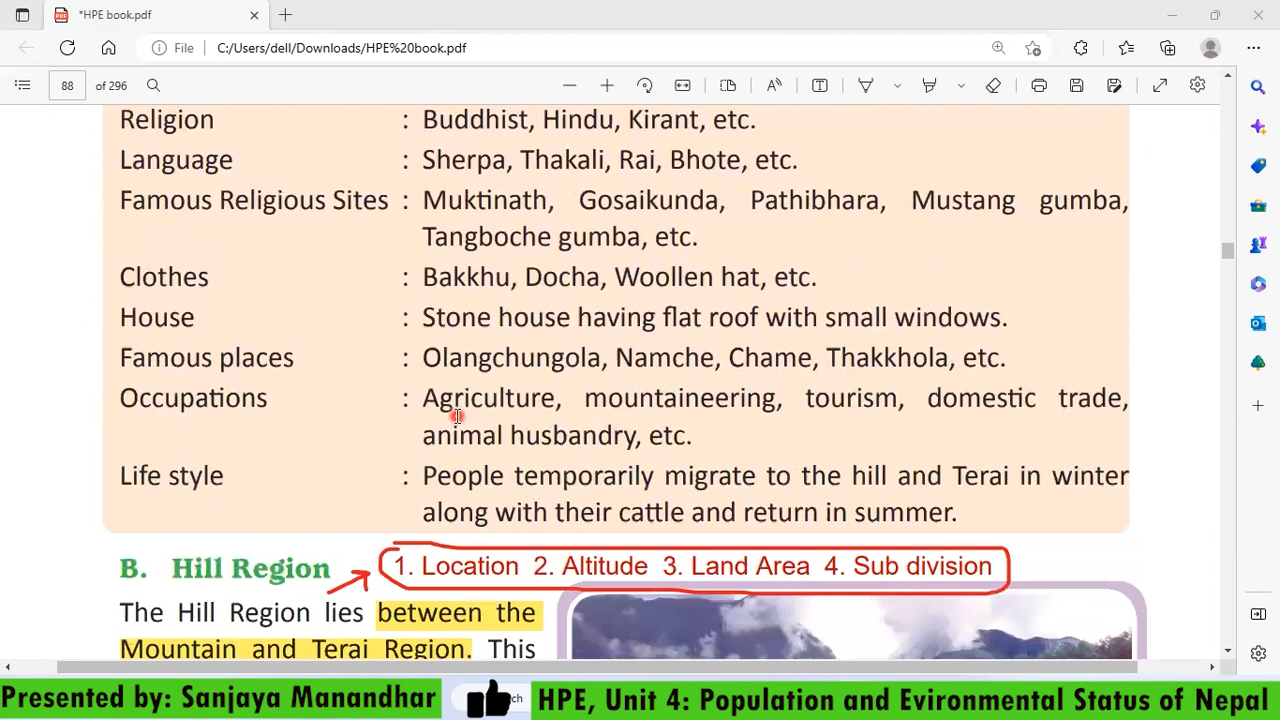 *HPE book.pdf
File C:/Users/dell/Downloads/HPE%20book.pdf
88 of 296
Religion : Buddhist, Hindu, Kirant, etc.
Language : Sherpa, Thakali, Rai, Bhote, etc.
Famous Religious Sites : Muktinath, Gosaikunda, Pathibhara, Mustang gumba,
Tangboche gumba, etc.
Clothes : Bakkhu, Docha, Woollen hat, etc.
House : Stone house having flat roof with small windows.
Famous places : Olangchungola, Namche, Chame, Thakkhola, etc.
Occupations : Agriculture, mountaineering, tourism, domestic trade,
animal husbandry, etc.
Life style : People temporarily migrate to the hill and Terai in winter
along with their cattle and return in summer.
B. Hill Region 1. Location 2. Altitude 3. Land Area 4. Sub division
The Hill Region lies between the
Mountain and Terai Region. This
Presented by: Sanjaya Manandhar ch HPE, Unit 4: Population and Evironmental Status of Nepal